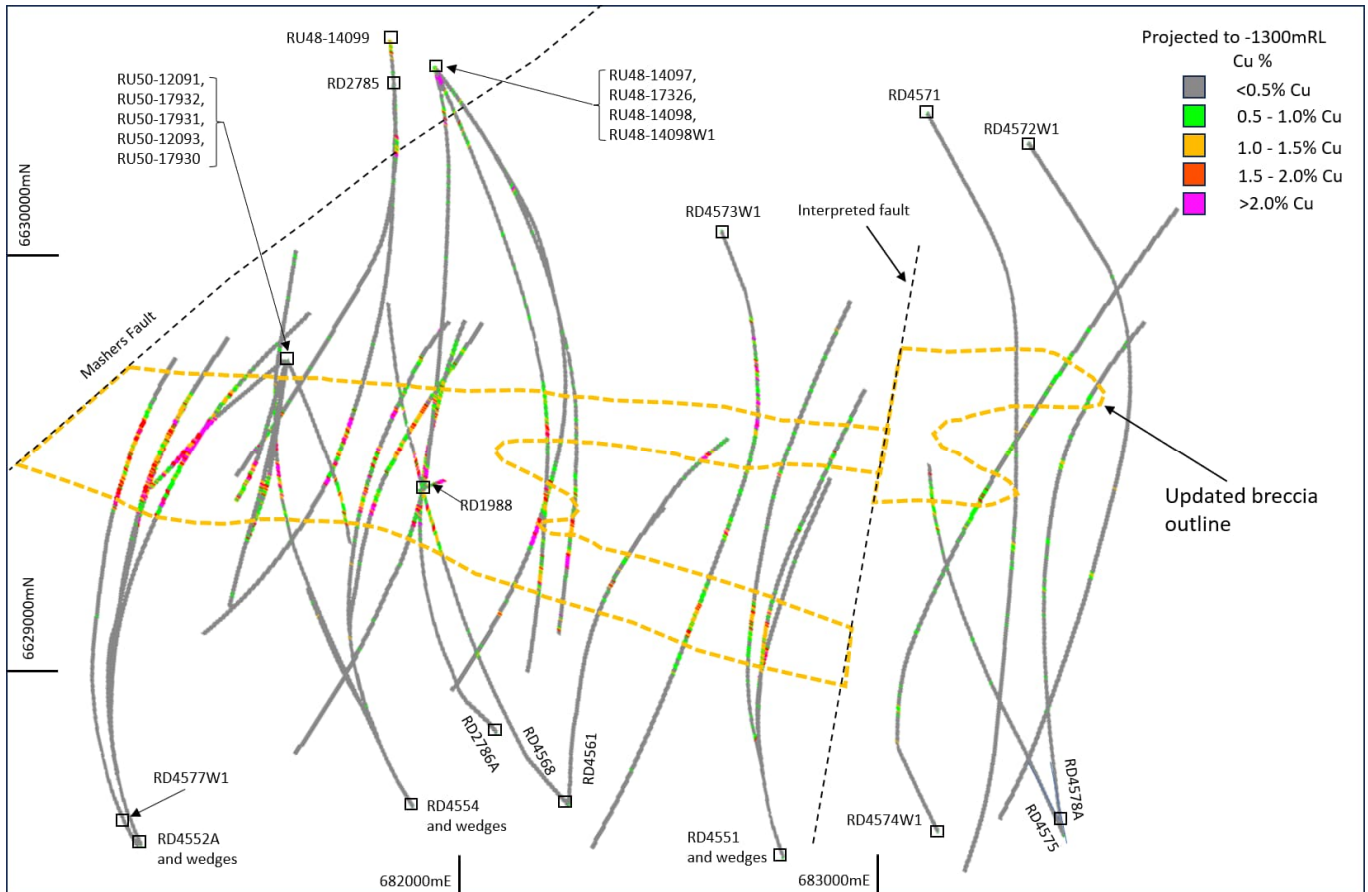 RU48-14099
RD2785
RU50-12091,
RU50-17932,
RU50-17931,
RU50-12093,
RU50-17930
RU48-14097,
RU48-17326,
RU48-14098,
RU48-14098W1
RD4571
RD4572W1
Projected to -1300mRL
Cu %
<0.5% Cu
0.5 - 1.0% Cu
1.0 - 1.5% Cu
1.5 - 2.0% Cu
>2.0% Cu
6630000mN
RD4573W1
Interpreted fault
Mashers Fault
RD1988
Updated breccia
outline
6629000mN
RD2786A
RD4568
RD4561
RD4577W1
RD4552A
and wedges
RD4554
and wedges
RD4551
and wedges
RD4574W1
RD4575
RD4578A
682000mE
683000mE